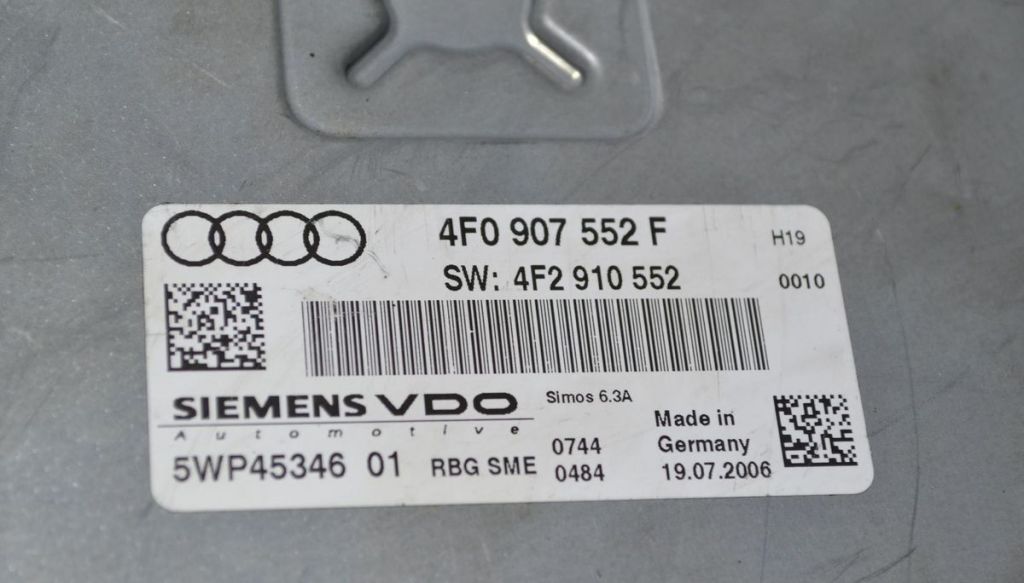 4F0 907 552 F
H19
SW: 4F2 910 552
0010
SIEMENS VDO
Automotive
Simos 6.3A
5WP45346 01
RBG SME
0744
0484
Made in
Germany
19.07.2006